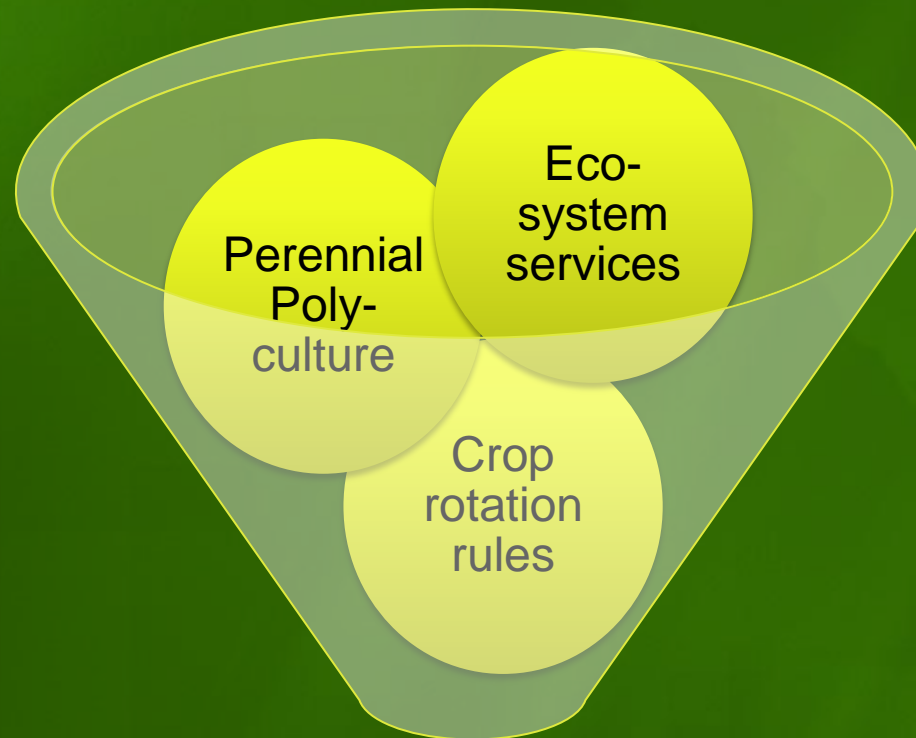 Eco-
system
services
Perennial
Poly-
culture
Crop
rotation
rules